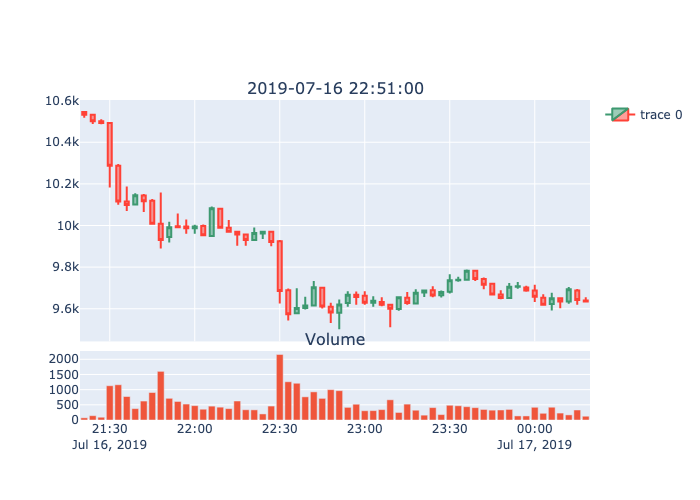 2019-07-16 22:51:00
10.6k
10.4k
10.2k
10k
9.8k
9.6k
trace 0
Volume
2000
1500
1000
500
0
21:30 22:00 22:30 23:00 23:30 00:00
Jul 16, 2019 Jul 17, 2019